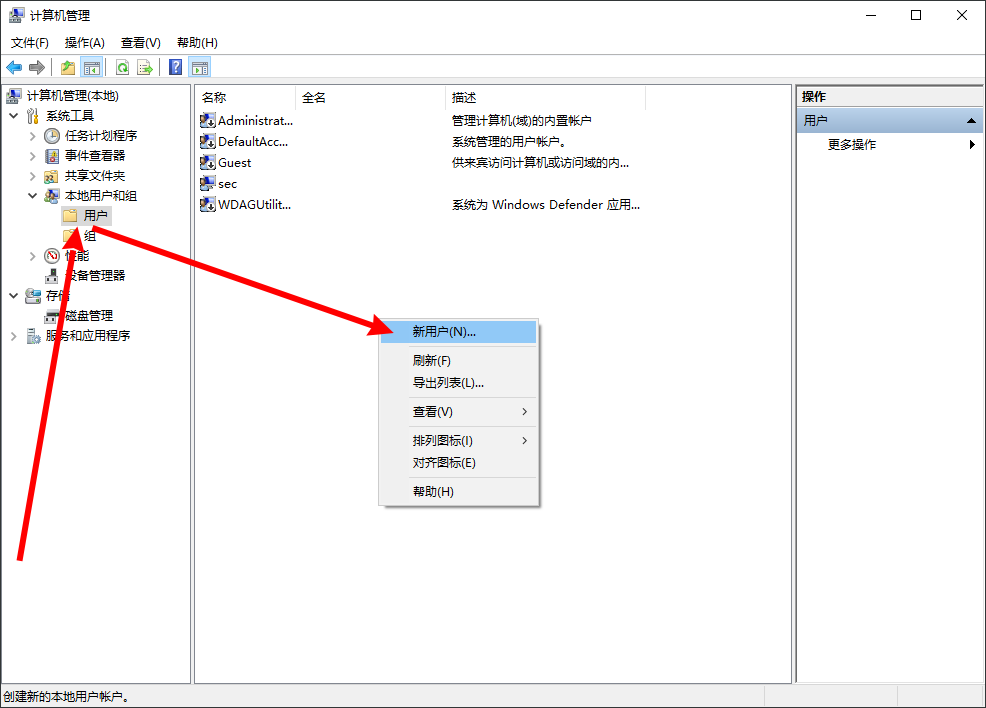 计算机管理
文件(F) 操作(A) 查看(V) 帮助(H)
计算机管理(本地)
系统工具
任务计划程序
事件查看器
共享文件夹
本地用户和组
用户
组
性能
设备管理器
存储
磁盘管理
服务和应用程序
名称 全名 描述
Administrat... 管理计算机(域)的内置帐户
DefaultAcc... 系统管理的用户帐户。
Guest 供来宾访问计算机或访问域的内...
sec
WDAGUtilit... 系统为 Windows Defender 应用...
新用户(N)...
刷新(F)
导出列表(L)...
查看(V)
排列图标(I)
对齐图标(E)
帮助(H)
操作
用户
更多操作
创建新的本地用户帐户。